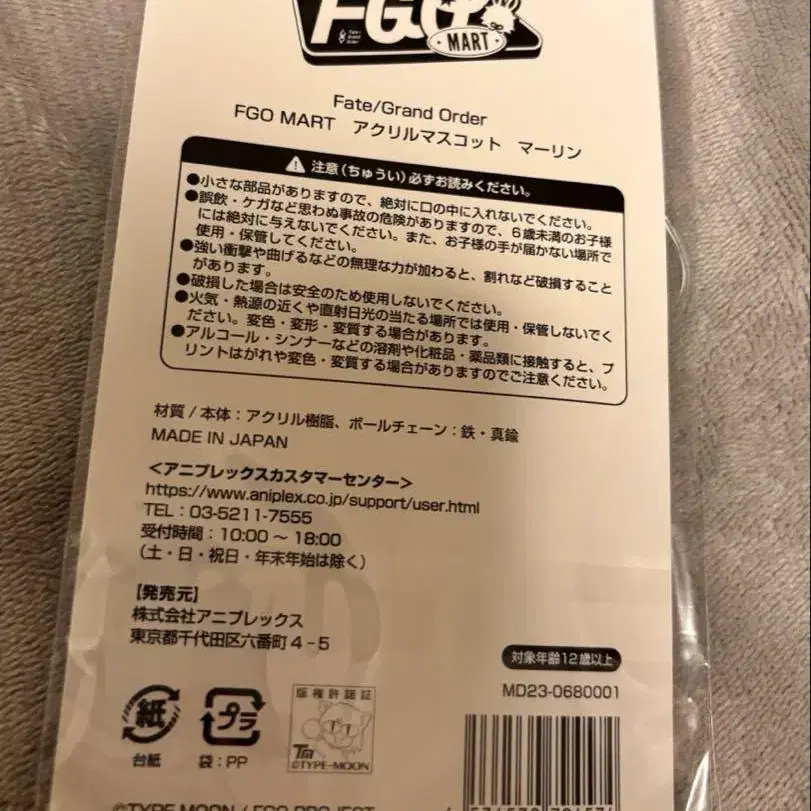 FGO
MART
Fate/Grand Order
FGO MART アクリルマスコット マーリン
注意(ちゅうい)必ずお読みください。
●小さな部品がありますので、絶対に口の中に入れないでください。
●誤飲・ケガなど思わぬ事故の危険がありますので、6歳未満のお子様
には絶対に与えないでください。また、お子様の手が届かない場所で
使用・保管してください。
●強い衝撃や曲げるなどの無理な力が加わると、割れなど破損すること
があります。
●破損した場合は安全のため使用しないでください。
●火気・熱源の近くや直射日光の当たる場所では使用・保管しないでく
ださい。変色・変形・変質する場合があります。
●アルコール・シンナーなどの溶剤や化粧品・薬品類に接触すると、プ
リントはがれや変色・変質する場合がありますのでご注意ください。
材質/本体:アクリル樹脂、ボールチェーン:鉄・真鍮
MADE IN JAPAN
<アニプレックスカスタマーセンター>
https://www.aniplex.co.jp/support/user.html
TEL:03-5211-7555
受付時間:10:00~18:00
(土・日・祝日・年末年始は除く)
【発売元】
株式会社アニプレックス
東京都千代田区六番町4-5
対象年齢12歳以上
MD23-0680001
紙
台紙
プラ
袋:PP
版権許諾証
TM
©TYPE-MOON
©TYPE-MOON / FGO PROJECT